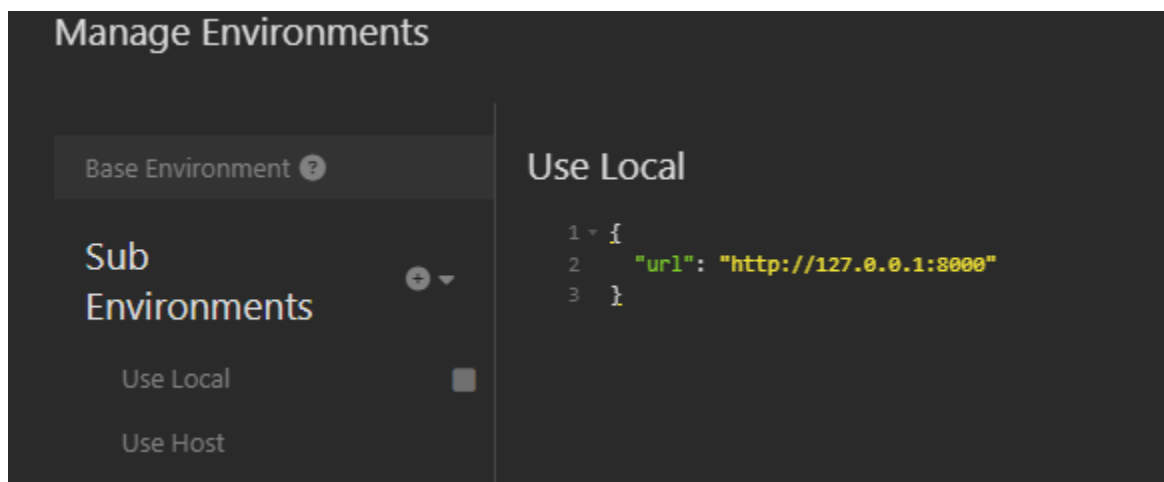 Manage Environments
Base Environment ?
Sub
Environments
Use Local
Use Host
Use Local
1 {
2 "url": "http://127.0.0.1:8000"
3 }